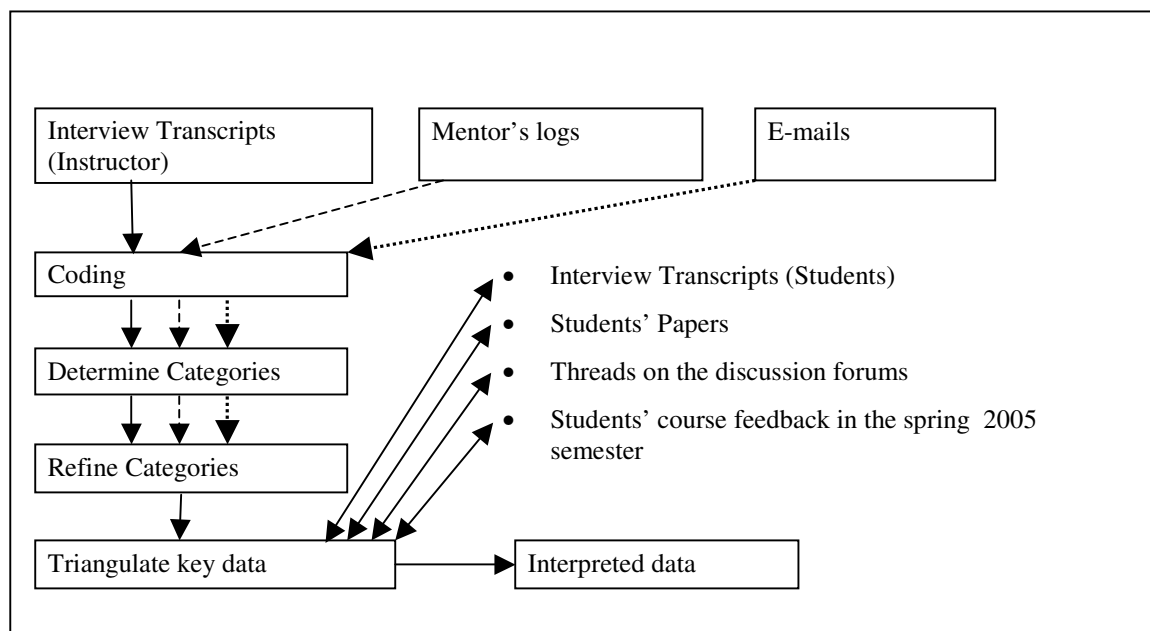 Interview Transcripts
(Instructor)
Mentor’s logs
E-mails
Coding
• Interview Transcripts (Students)
• Students’ Papers
Determine Categories
• Threads on the discussion forums
• Students’ course feedback in the spring 2005
semester
Refine Categories
Triangulate key data
Interpreted data